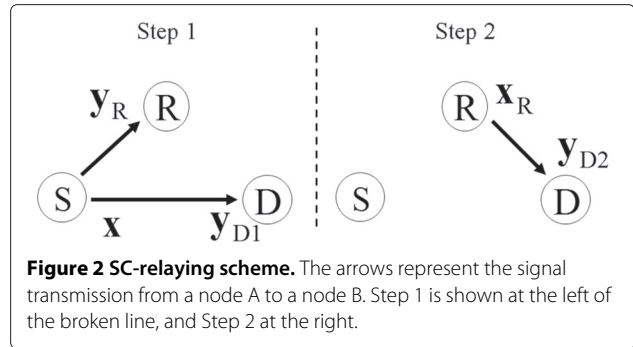 Step 1
Step 2
y_R
R
R
x_R
y_D2
S
D
S
D
x
y_D1
Figure 2 SC-relaying scheme. The arrows represent the signal
transmission from a node A to a node B. Step 1 is shown at the left of
the broken line, and Step 2 at the right.